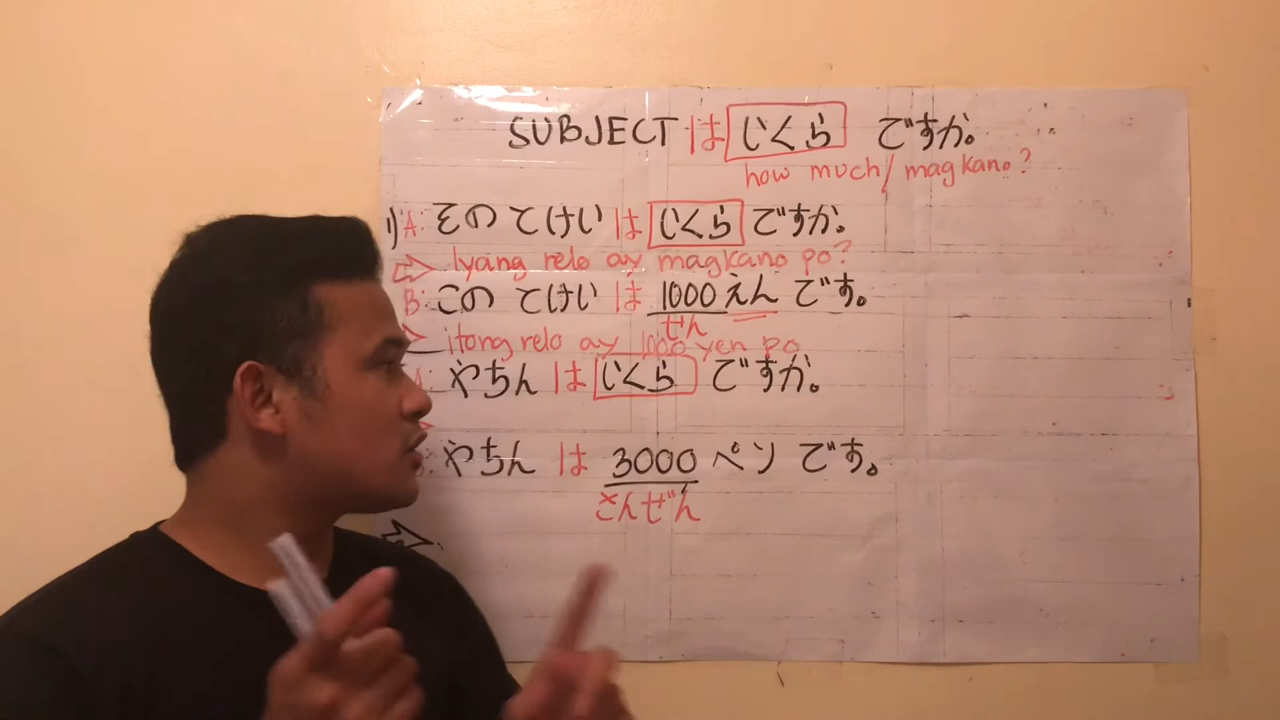 SUBJECT は いくら ですか。
how much/magkano?
1) A: その とけい は いくら ですか。
Iyang relo ay magkano po?
B: この とけい は 1000 えん です。
せん
itong relo ay 1000 yen po
やちん は いくら ですか。
やちん は 3000 ペソ です。
さんぜん